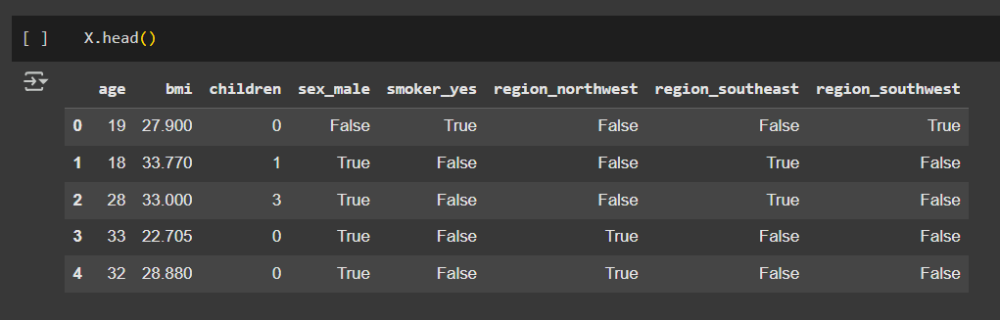 [ ] X.head()
age bmi children sex_male smoker_yes region_northwest region_southeast region_southwest
0 19 27.900 0 False True False False True
1 18 33.770 1 True False False True False
2 28 33.000 3 True False False True False
3 33 22.705 0 True False True False False
4 32 28.880 0 True False True False False